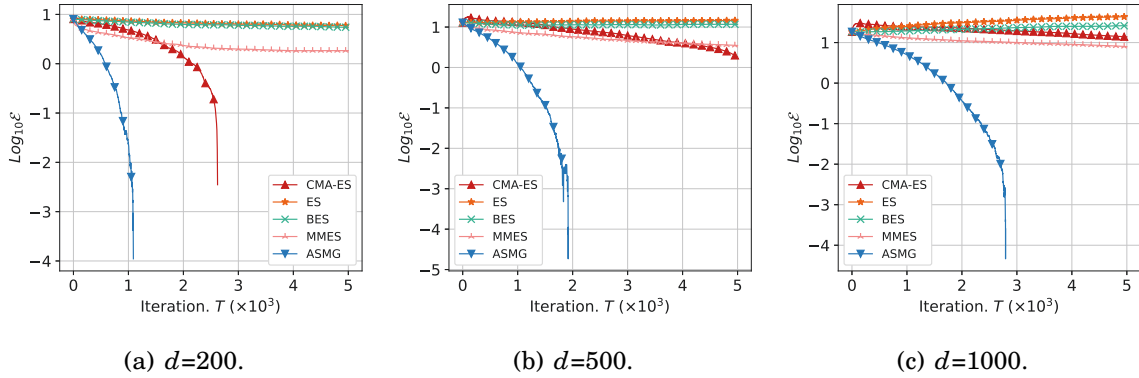 1
0
−1
−2
−3
−4
Log₁₀ℰ
0 1 2 3 4 5
Iteration. T (×10³)
CMA-ES
ES
BES
MMES
ASMG
(a) d=200.
1
0
−1
−2
−3
−4
−5
Log₁₀ℰ
0 1 2 3 4 5
Iteration. T (×10³)
CMA-ES
ES
BES
MMES
ASMG
(b) d=500.
1
0
−1
−2
−3
−4
Log₁₀ℰ
0 1 2 3 4 5
Iteration. T (×10³)
CMA-ES
ES
BES
MMES
ASMG
(c) d=1000.